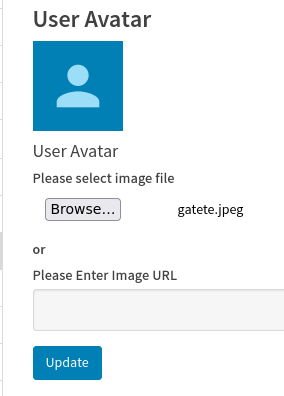 User Avatar
User Avatar
Please select image file
Browse... gatete.jpeg
or
Please Enter Image URL
Update